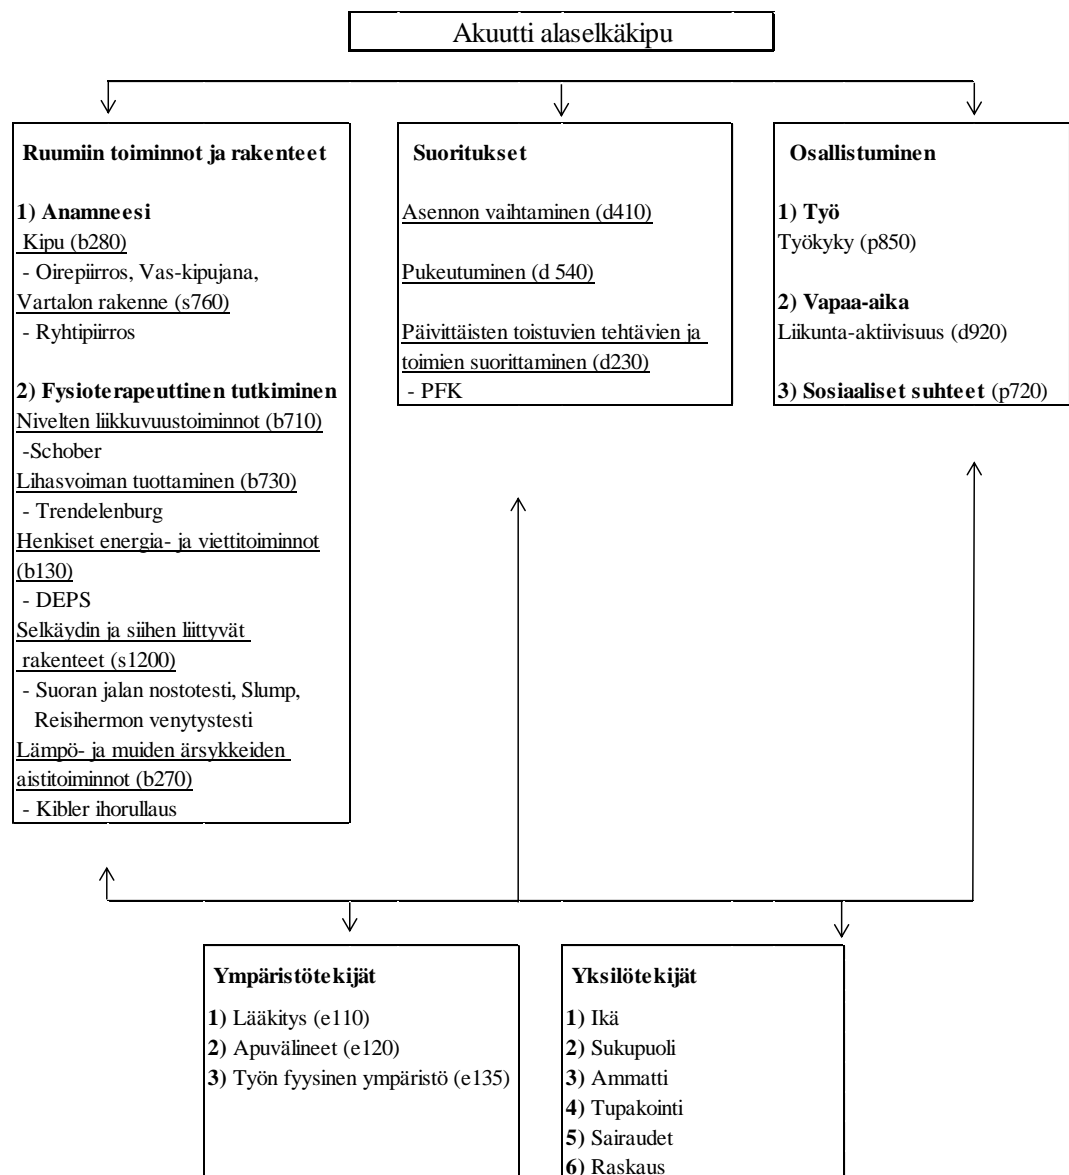 Akuutti alaselkäkipu
Ruumiin toiminnot ja rakenteet
1) Anamneesi
Kipu (b280)
- Oirepiirros, Vas-kipujana,
Vartalon rakenne (s760)
- Ryhtipiirros
2) Fysioterapeuttinen tutkiminen
Nivelten liikkuvuustoiminnot (b710)
-Schober
Lihasvoiman tuottaminen (b730)
- Trendelenburg
Henkiset energia- ja viettitoiminnot
(b130)
- DEPS
Selkäydin ja siihen liittyvät
rakenteet (s1200)
- Suoran jalan nostotesti, Slump,
Reisihermon venytystesti
Lämpö- ja muiden ärsykkeiden
aistitoiminnot (b270)
- Kibler ihorullaus
Suoritukset
Asennon vaihtaminen (d410)
Pukeutuminen (d 540)
Päivittäisten toistuvien tehtävien ja
toimien suorittaminen (d230)
- PFK
Osallistuminen
1) Työ
Työkyky (p850)
2) Vapaa-aika
Liikunta-aktiivisuus (d920)
3) Sosiaaliset suhteet (p720)
Ympäristötekijät
1) Lääkitys (e110)
2) Apuvälineet (e120)
3) Työn fyysinen ympäristö (e135)
Yksilötekijät
1) Ikä
2) Sukupuoli
3) Ammatti
4) Tupakointi
5) Sairaudet
6) Raskaus